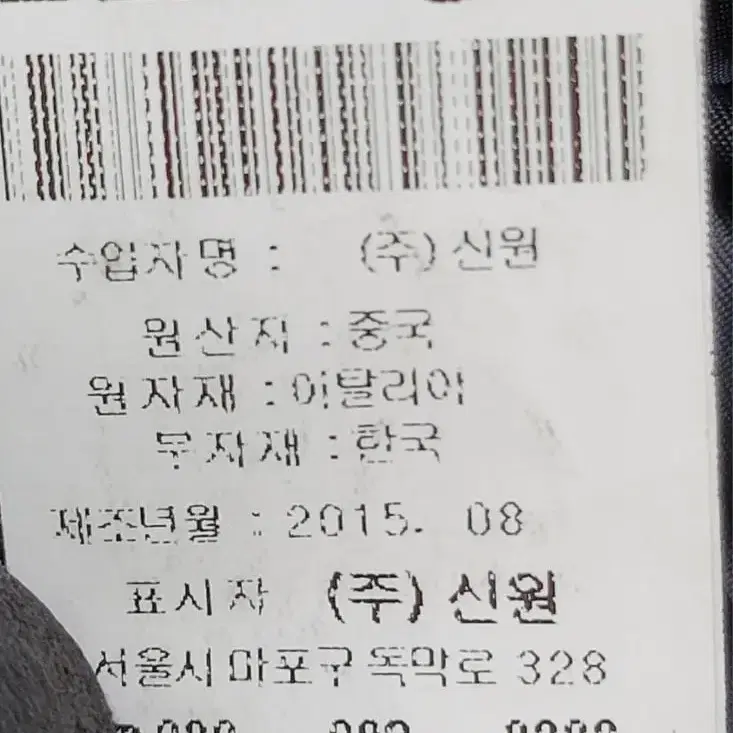 수입자명 : (주)신원
원산지 : 중국
원자재 : 이탈리아
부자재 : 한국
제조년월 : 2015. 08
표시자 (주)신원
서울시 마포구 독막로 328